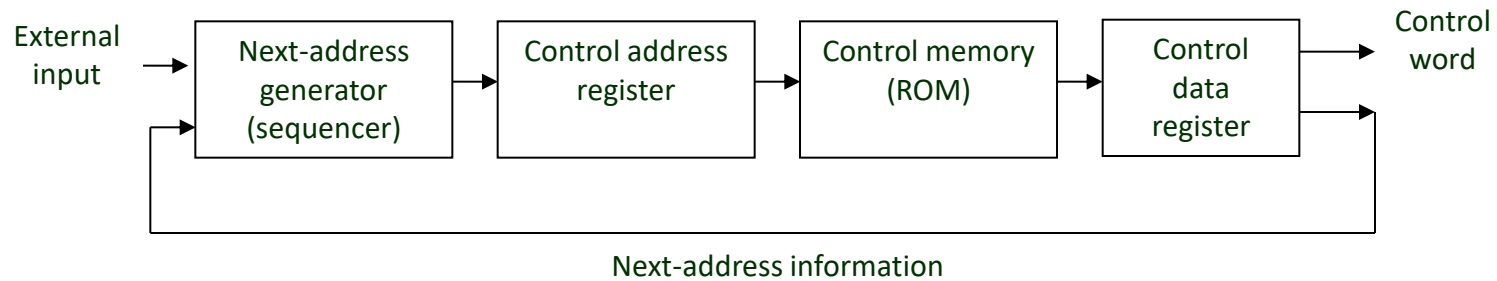 External
input
Next-address
generator
(sequencer)
Control address
register
Control memory
(ROM)
Control
data
register
Control
word
Next-address information